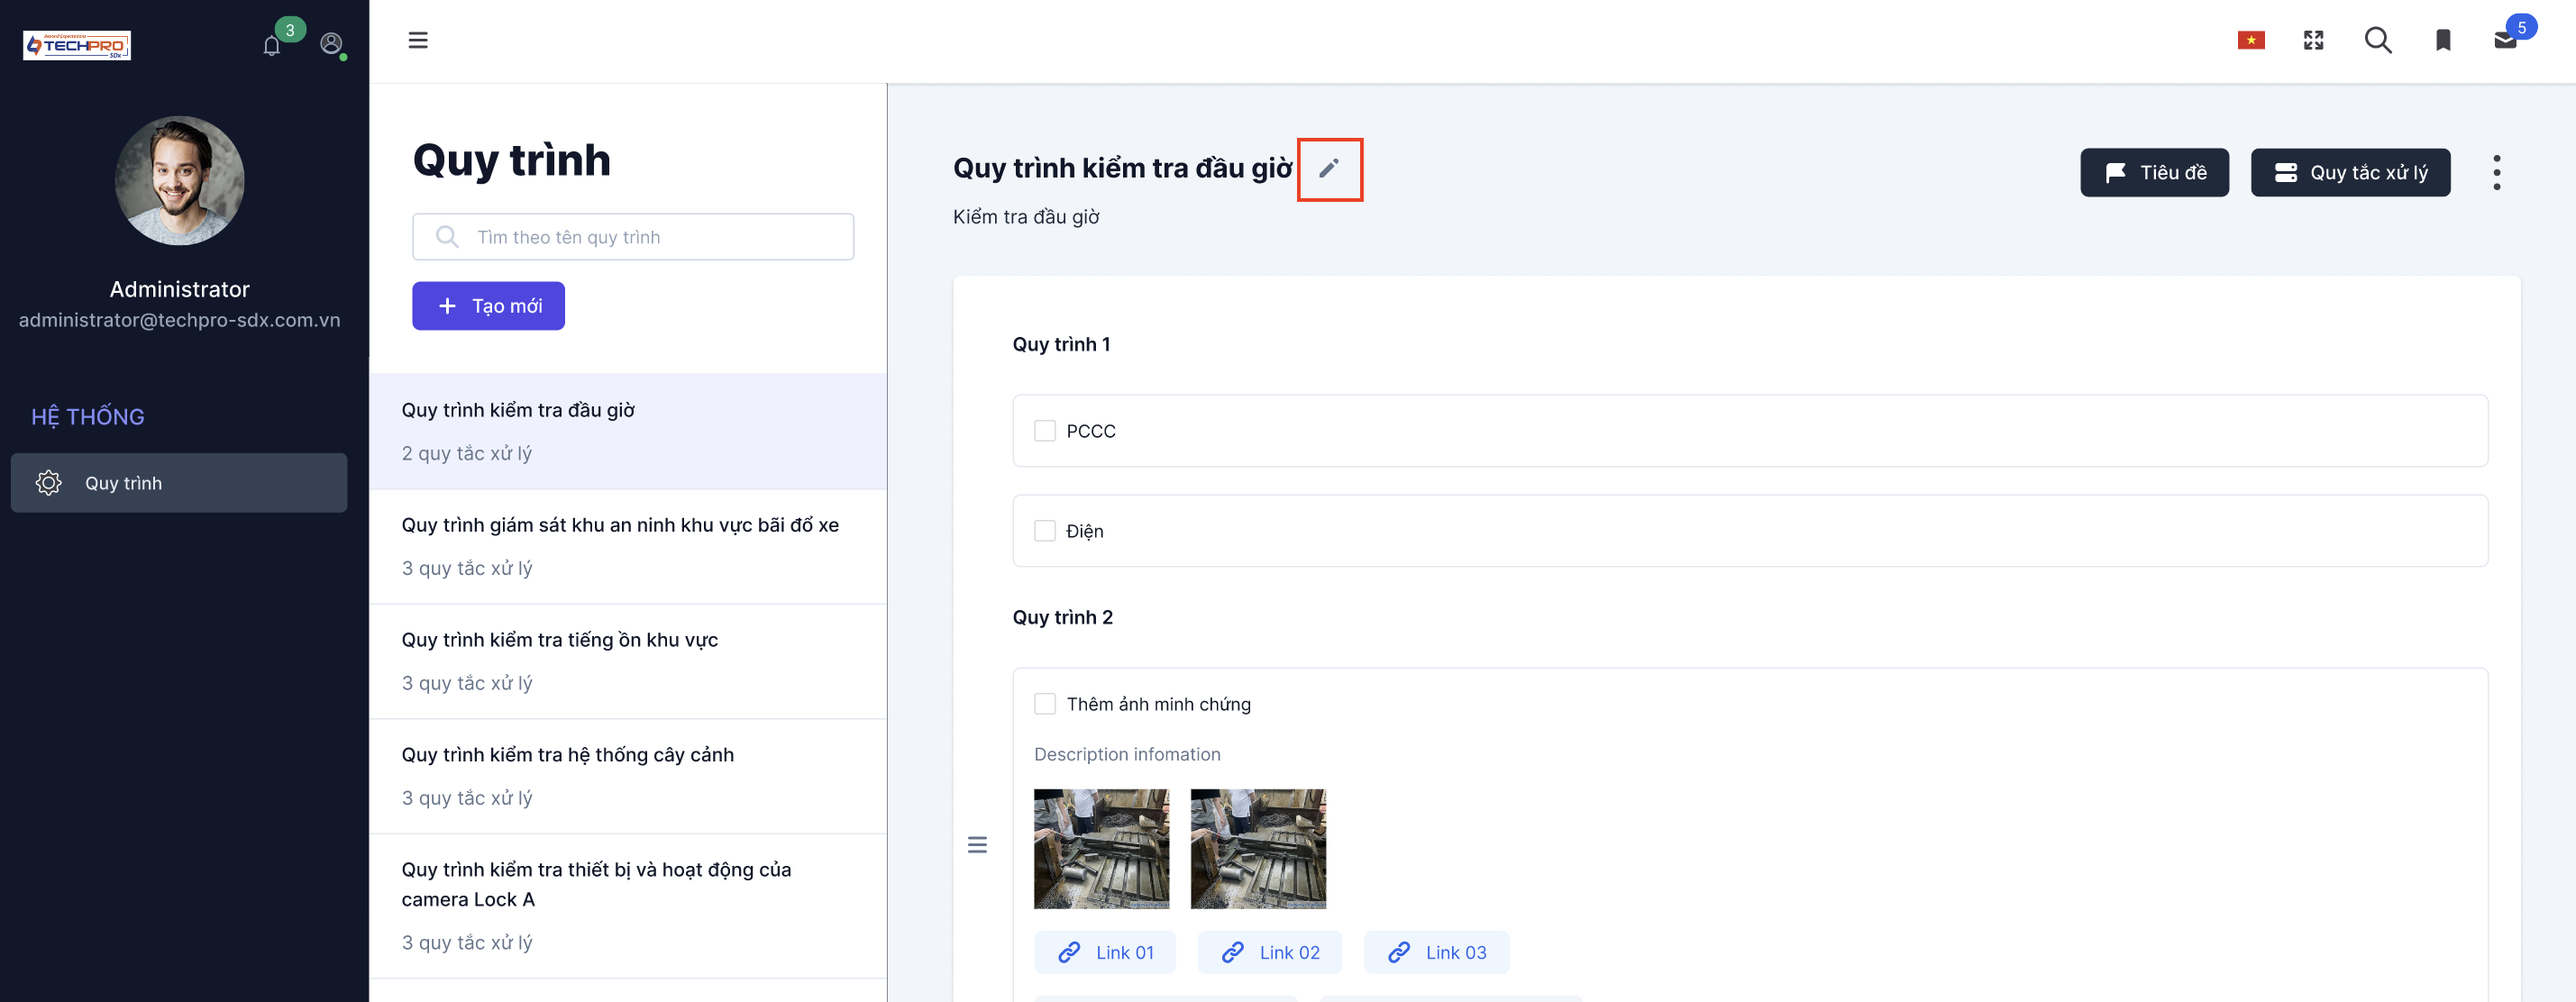 TECHPRO
SDx
3
Administrator
administrator@techpro-sdx.com.vn
HỆ THỐNG
Quy trình
5
Quy trình
Tìm theo tên quy trình
Tạo mới
Quy trình kiểm tra đầu giờ
2 quy tắc xử lý
Quy trình giám sát khu an ninh khu vực bãi đổ xe
3 quy tắc xử lý
Quy trình kiểm tra tiếng ồn khu vực
3 quy tắc xử lý
Quy trình kiểm tra hệ thống cây cảnh
3 quy tắc xử lý
Quy trình kiểm tra thiết bị và hoạt động của
camera Lock A
3 quy tắc xử lý
Quy trình kiểm tra đầu giờ
Kiểm tra đầu giờ
Tiêu đề
Quy tắc xử lý
Quy trình 1
PCCC
Điện
Quy trình 2
Thêm ảnh minh chứng
Description infomation
Link 01
Link 02
Link 03